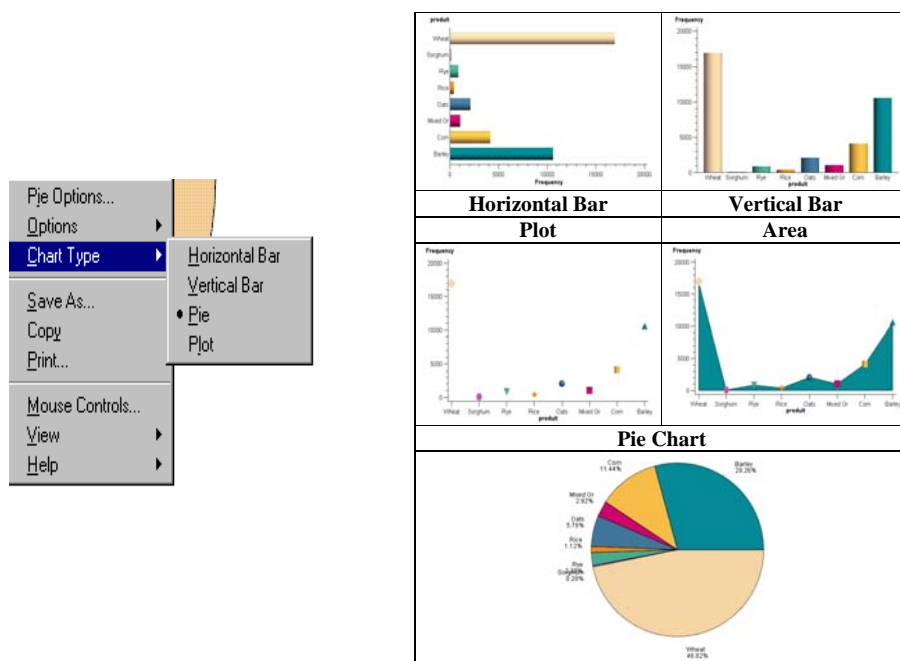 Pie Options...
Options
Chart Type
Save As...
Copy
Print...
Mouse Controls...
View
Help
Horizontal Bar
Vertical Bar
Pie
Plot
produit
Wheat
Sorghum
Rye
Rice
Oats
Mixed Gr
Corn
Barley
0 5000 10000 15000 20000
Frequency
Horizontal Bar
Frequency
20000
15000
10000
5000
0
Wheat Sorghum Rye Rice Oats Mixed Gr Corn Barley
produit
Vertical Bar
Plot
Area
Frequency
20000
15000
10000
5000
0
Wheat Sorghum Rye Rice Oats Mixed Gr Corn Barley
produit
Frequency
20000
15000
10000
5000
0
Wheat Sorghum Rye Rice Oats Mixed Gr Corn Barley
produit
Pie Chart
Corn
11.44%
Barley
29.26%
Mixed Gr
2.92%
Oats
Rice
1.12%
Rye
Sorghum
0.20%
Wheat